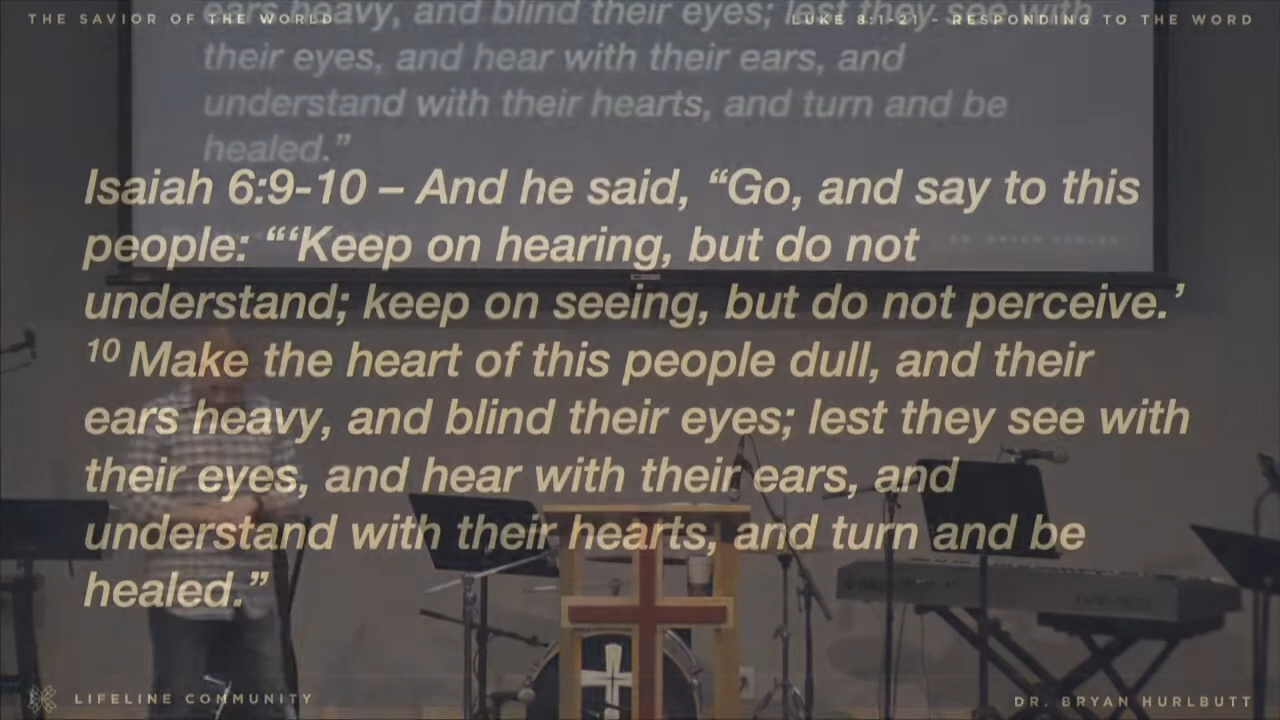 THE SAVIOR OF THE WORLD
LUKE 8:1-21 - RESPONDING TO THE WORD
ears heavy, and blind their eyes; lest they see with
their eyes, and hear with their ears, and
understand with their hearts, and turn and be
healed.”
Isaiah 6:9-10 – And he said, “Go, and say to this
people: “‘Keep on hearing, but do not
understand; keep on seeing, but do not perceive.’
10 Make the heart of this people dull, and their
ears heavy, and blind their eyes; lest they see with
their eyes, and hear with their ears, and
understand with their hearts, and turn and be
healed.”
LIFELINE COMMUNITY
DR. BRYAN HURLBUTT